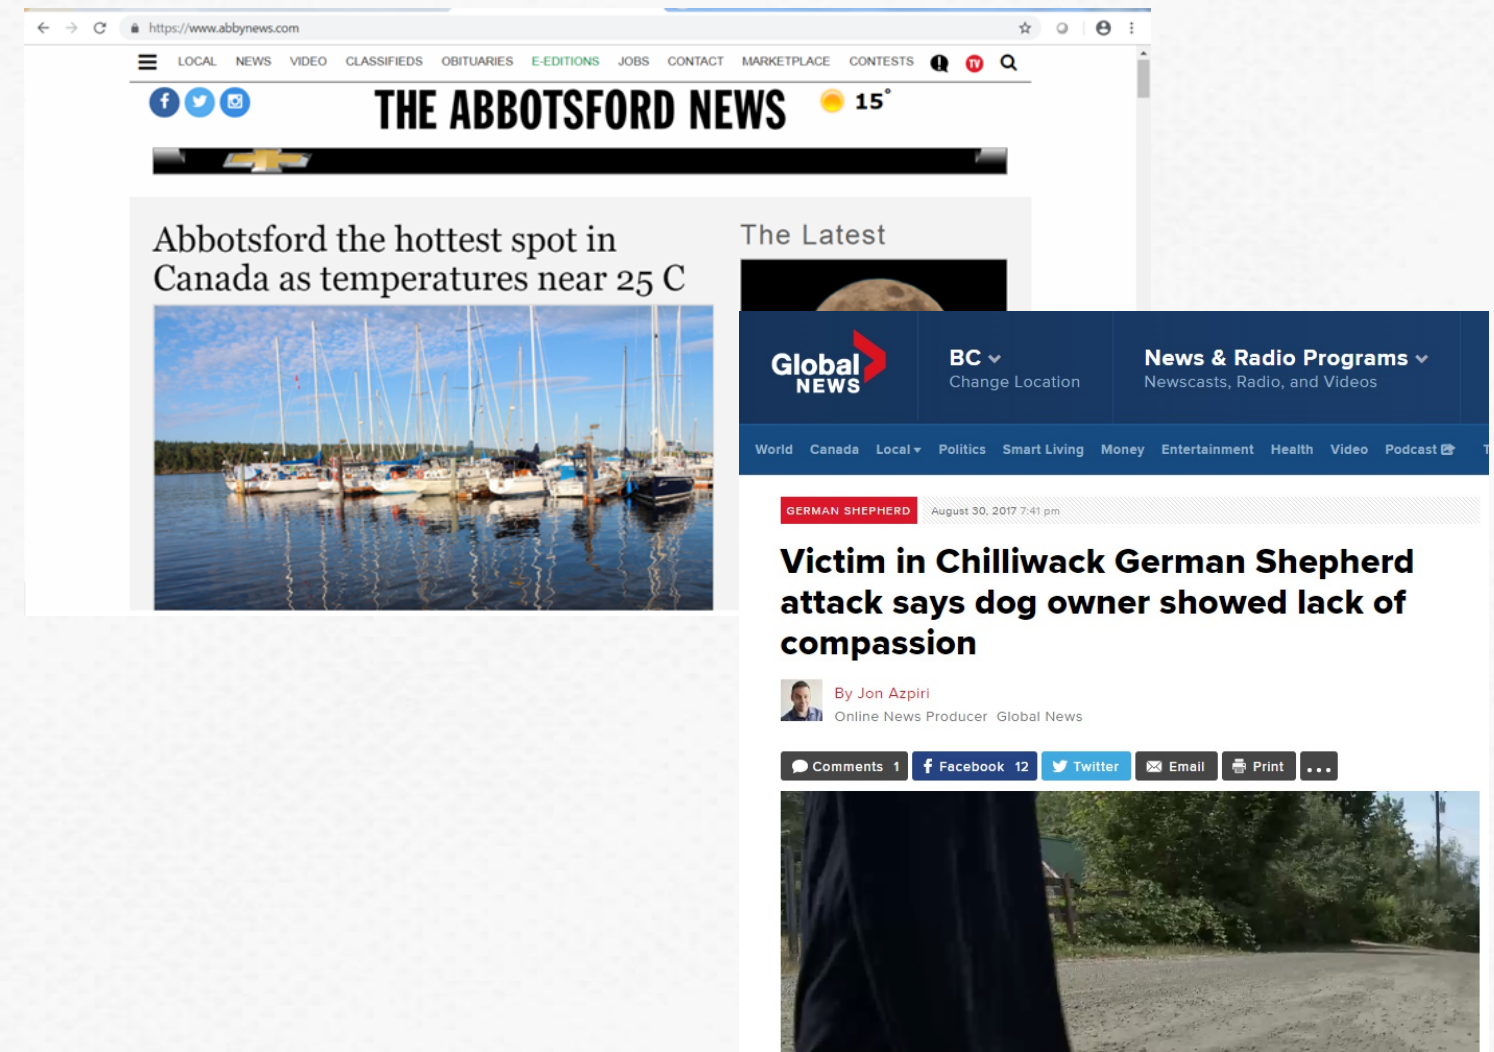 https://www.abbynews.com
LOCAL NEWS VIDEO CLASSIFIEDS OBITUARIES E-EDITIONS JOBS CONTACT MARKETPLACE CONTESTS TV
THE ABBOTSFORD NEWS 15°
Abbotsford the hottest spot in
Canada as temperatures near 25 C
The Latest
Global
NEWS
BC
Change Location
News & Radio Programs
Newscasts, Radio, and Videos
World Canada Local Politics Smart Living Money Entertainment Health Video Podcast
GERMAN SHEPHERD August 30, 2017 7:41 pm
Victim in Chilliwack German Shepherd
attack says dog owner showed lack of
compassion
By Jon Azpiri
Online News Producer Global News
Comments 1 Facebook 12 Twitter Email Print ...